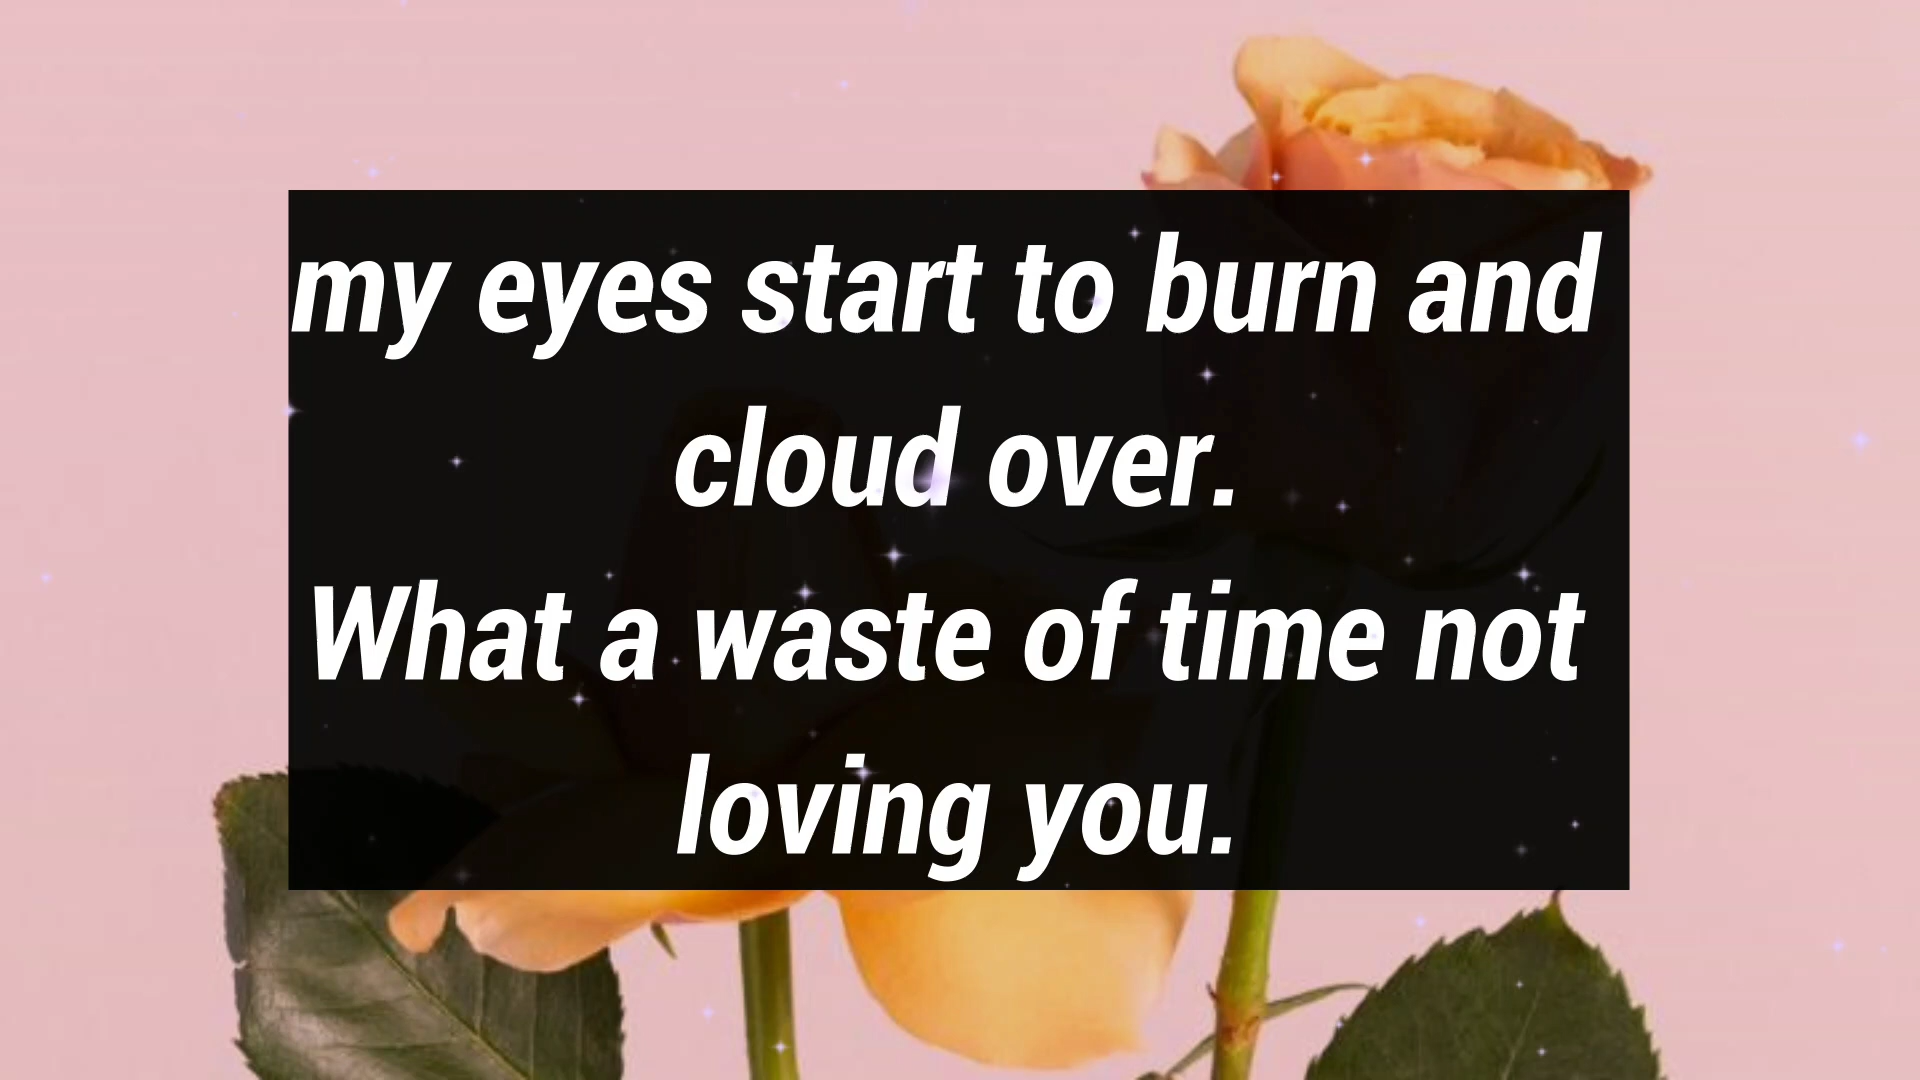 my eyes start to burn and
cloud over.
What a waste of time not
loving you.